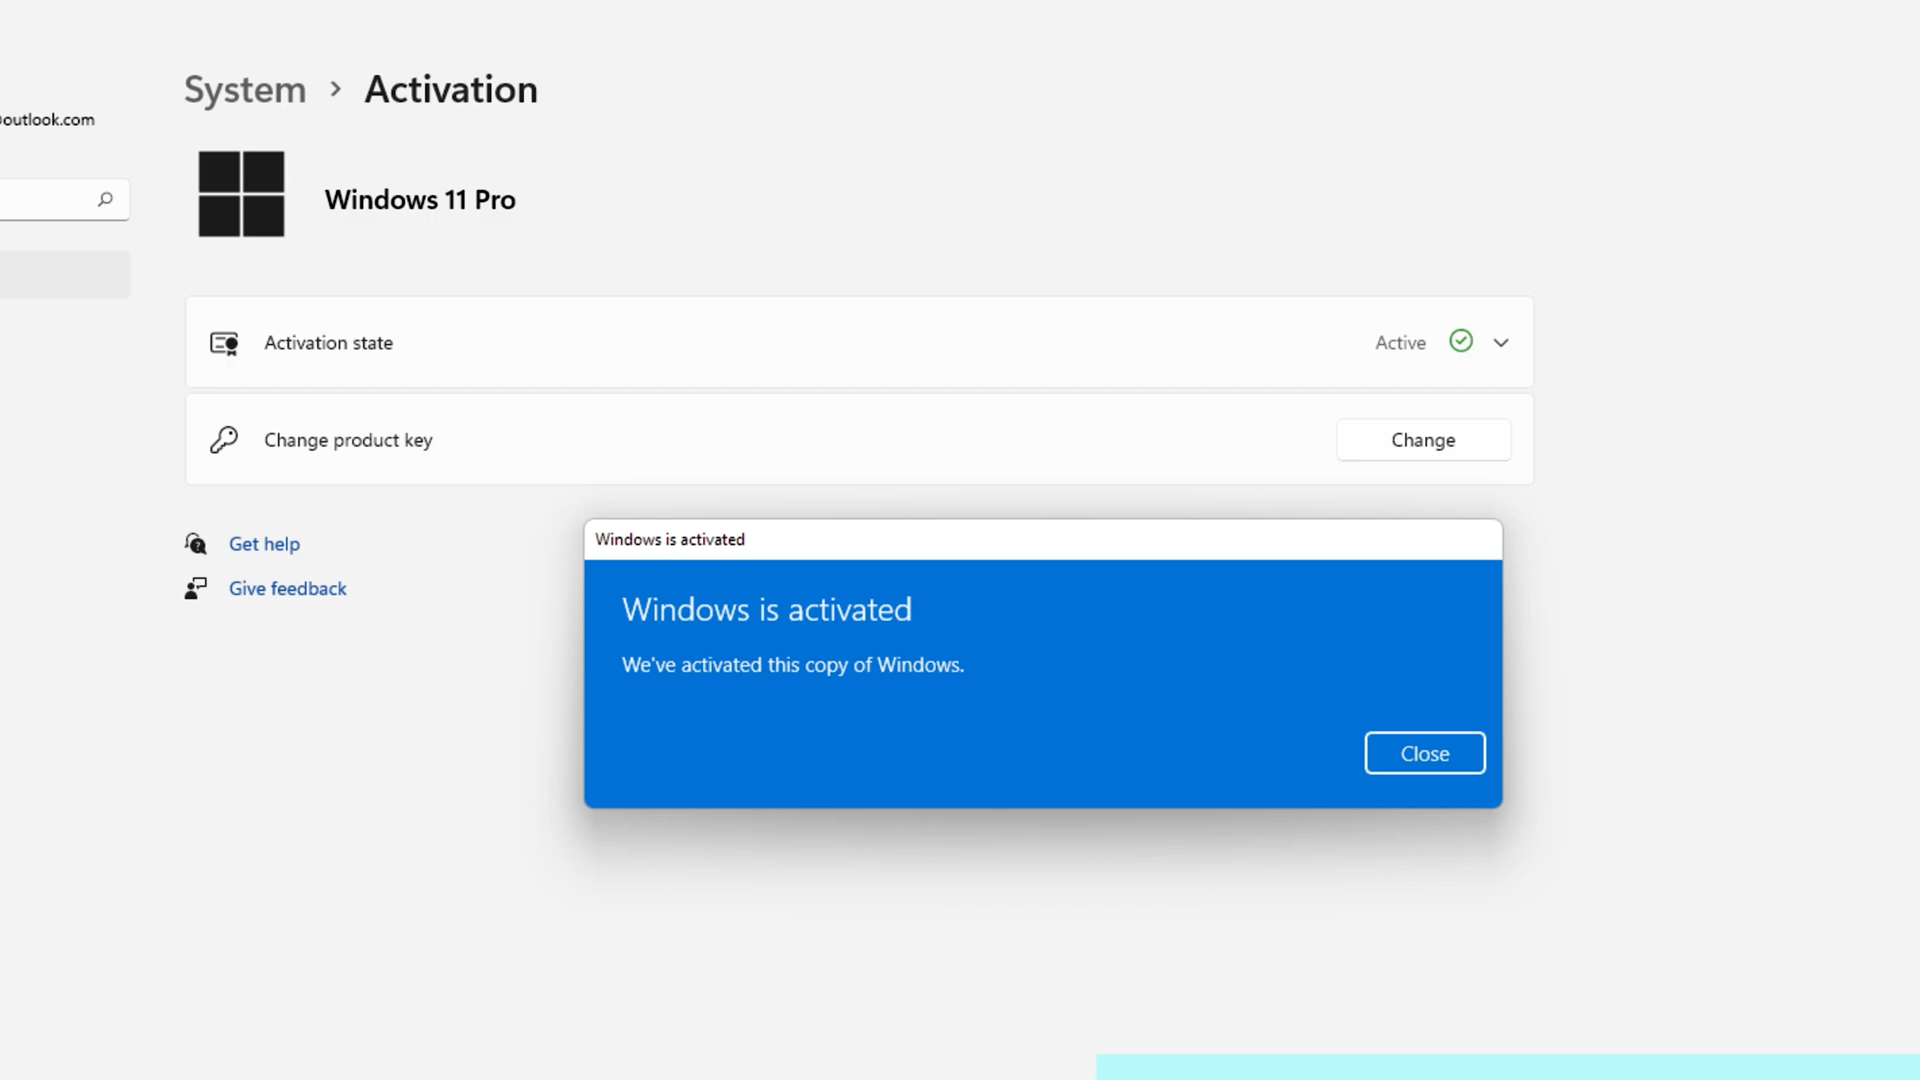 System > Activation
outlook.com
Windows 11 Pro
Activation state
Active
Change product key
Change
Get help
Give feedback
Windows is activated
Windows is activated
We've activated this copy of Windows.
Close